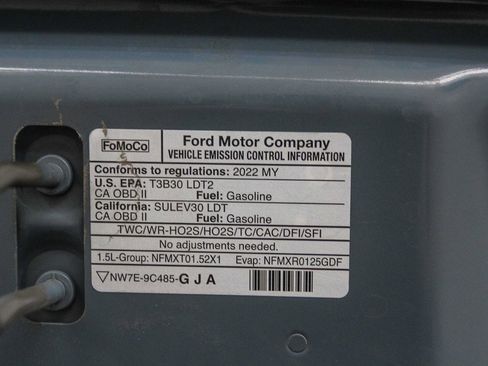 FoMoCo
Ford Motor Company
VEHICLE EMISSION CONTROL INFORMATION
Conforms to regulations: 2022 MY
U.S. EPA: T3B30 LDT2
CA OBD II Fuel: Gasoline
California: SULEV30 LDT
CA OBD II Fuel: Gasoline
TWC/WR-HO2S/HO2S/TC/CAC/DFI/SFI
No adjustments needed.
1.5L-Group: NFMXT01.52X1 Evap: NFMXR0125GDF
▽NW7E-9C485-G J A